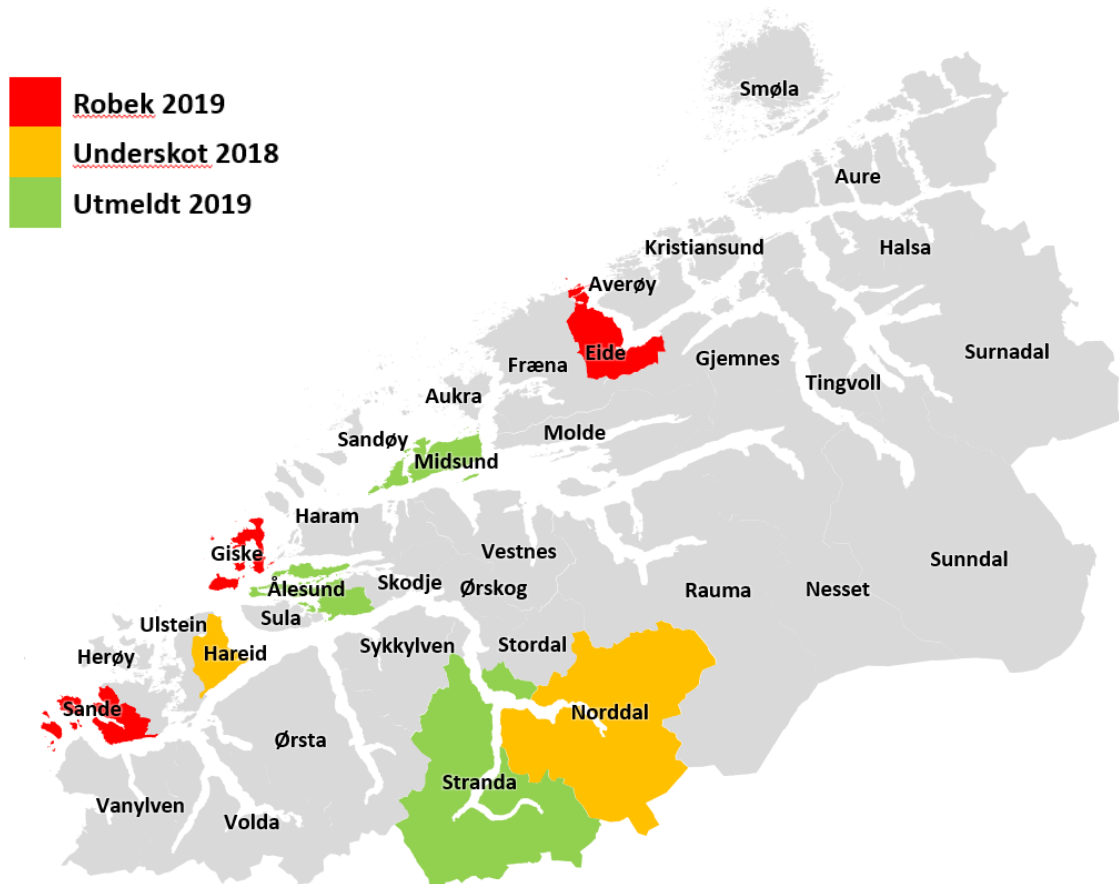 Robek 2019
Underskot 2018
Utmeldt 2019
Smøla
Aure
Kristiansund
Halsa
Averøy
Eide
Surnadal
Fræna
Gjemnes
Tingvoll
Aukra
Molde
Sandøy
Midsund
Haram
Vestnes
Giske
Sunndal
Skodje
Ørskog
Rauma
Nesset
Ålesund
Sula
Ulstein
Sykkylven
Stordal
Hareid
Herøy
Sande
Norddal
Ørsta
Stranda
Vanylven
Volda